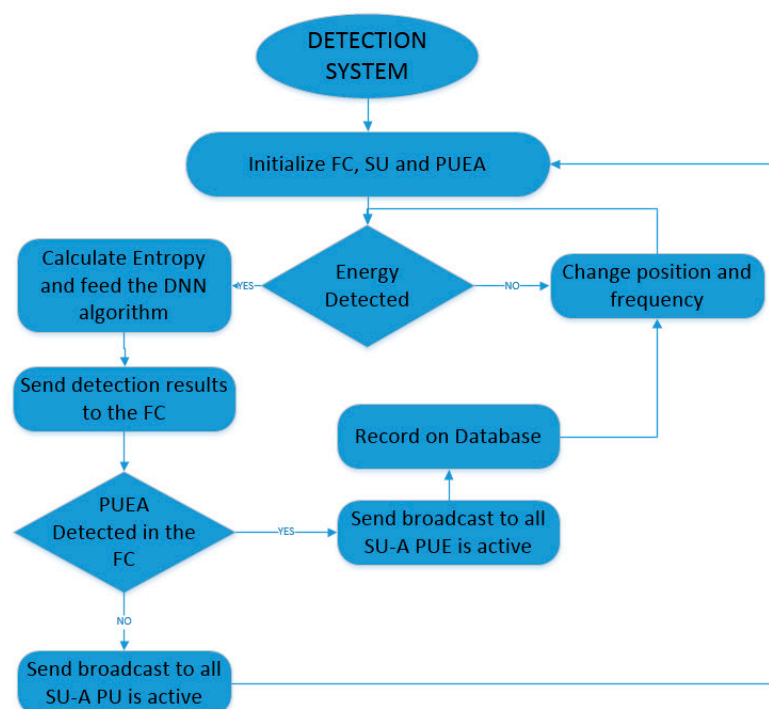 DETECTION
SYSTEM
Initialize FC, SU and PUEA
Energy
Detected
YES
NO
Calculate Entropy
and feed the DNN
algorithm
Change position and
frequency
Send detection results
to the FC
Record on Database
PUEA
Detected in the
FC
YES
Send broadcast to all
SU-A PUE is active
NO
Send broadcast to all
SU-A PU is active